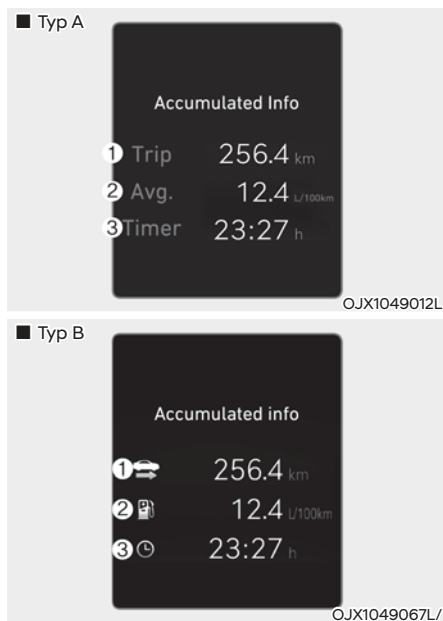 ■ Typ A
Accumulated Info
① Trip 256.4 km
② Avg. 12.4 L/100km
③ Timer 23:27 h
OJX1049012L
■ Typ B
Accumulated info
① 256.4 km
② 12.4 L/100km
③ 23:27 h
OJX1049067L/